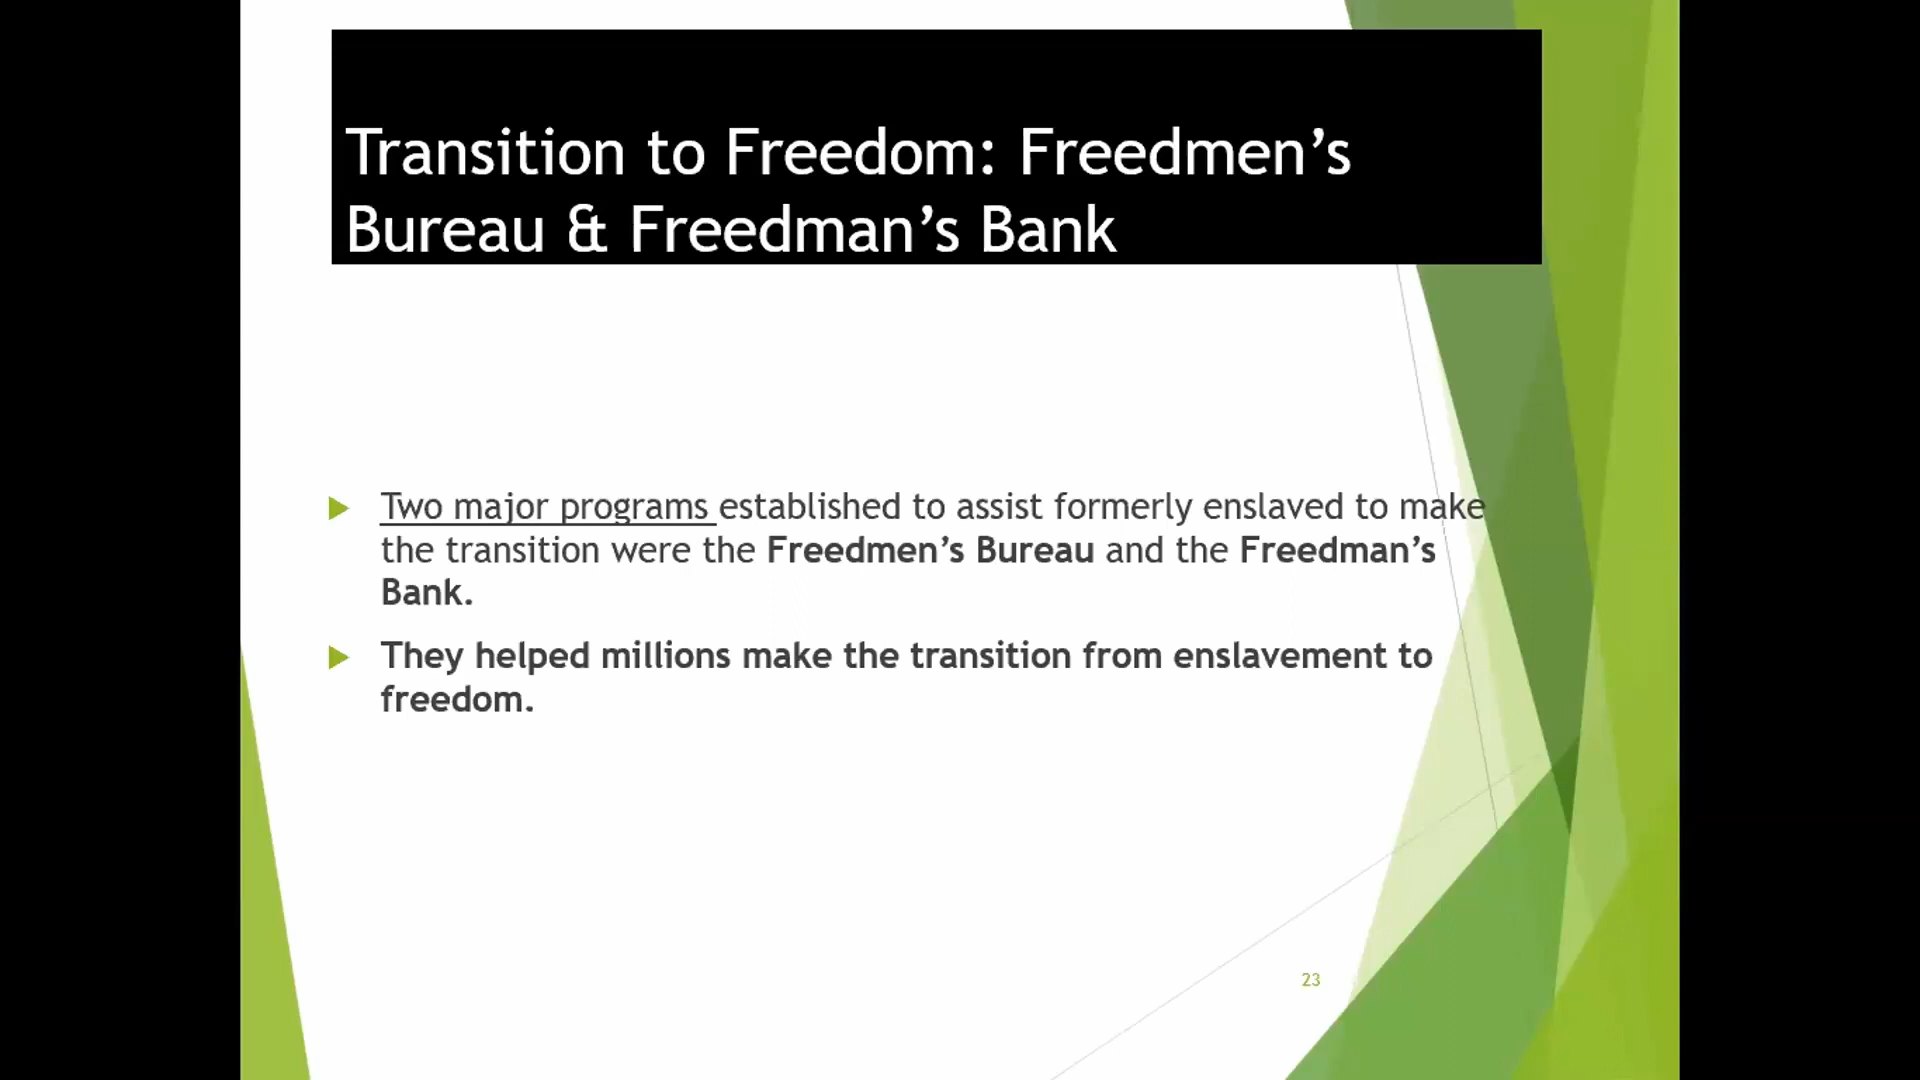 Transition to Freedom: Freedmen’s
Bureau & Freedman’s Bank
Two major programs established to assist formerly enslaved to make
the transition were the Freedmen’s Bureau and the Freedman’s
Bank.
They helped millions make the transition from enslavement to
freedom.
23